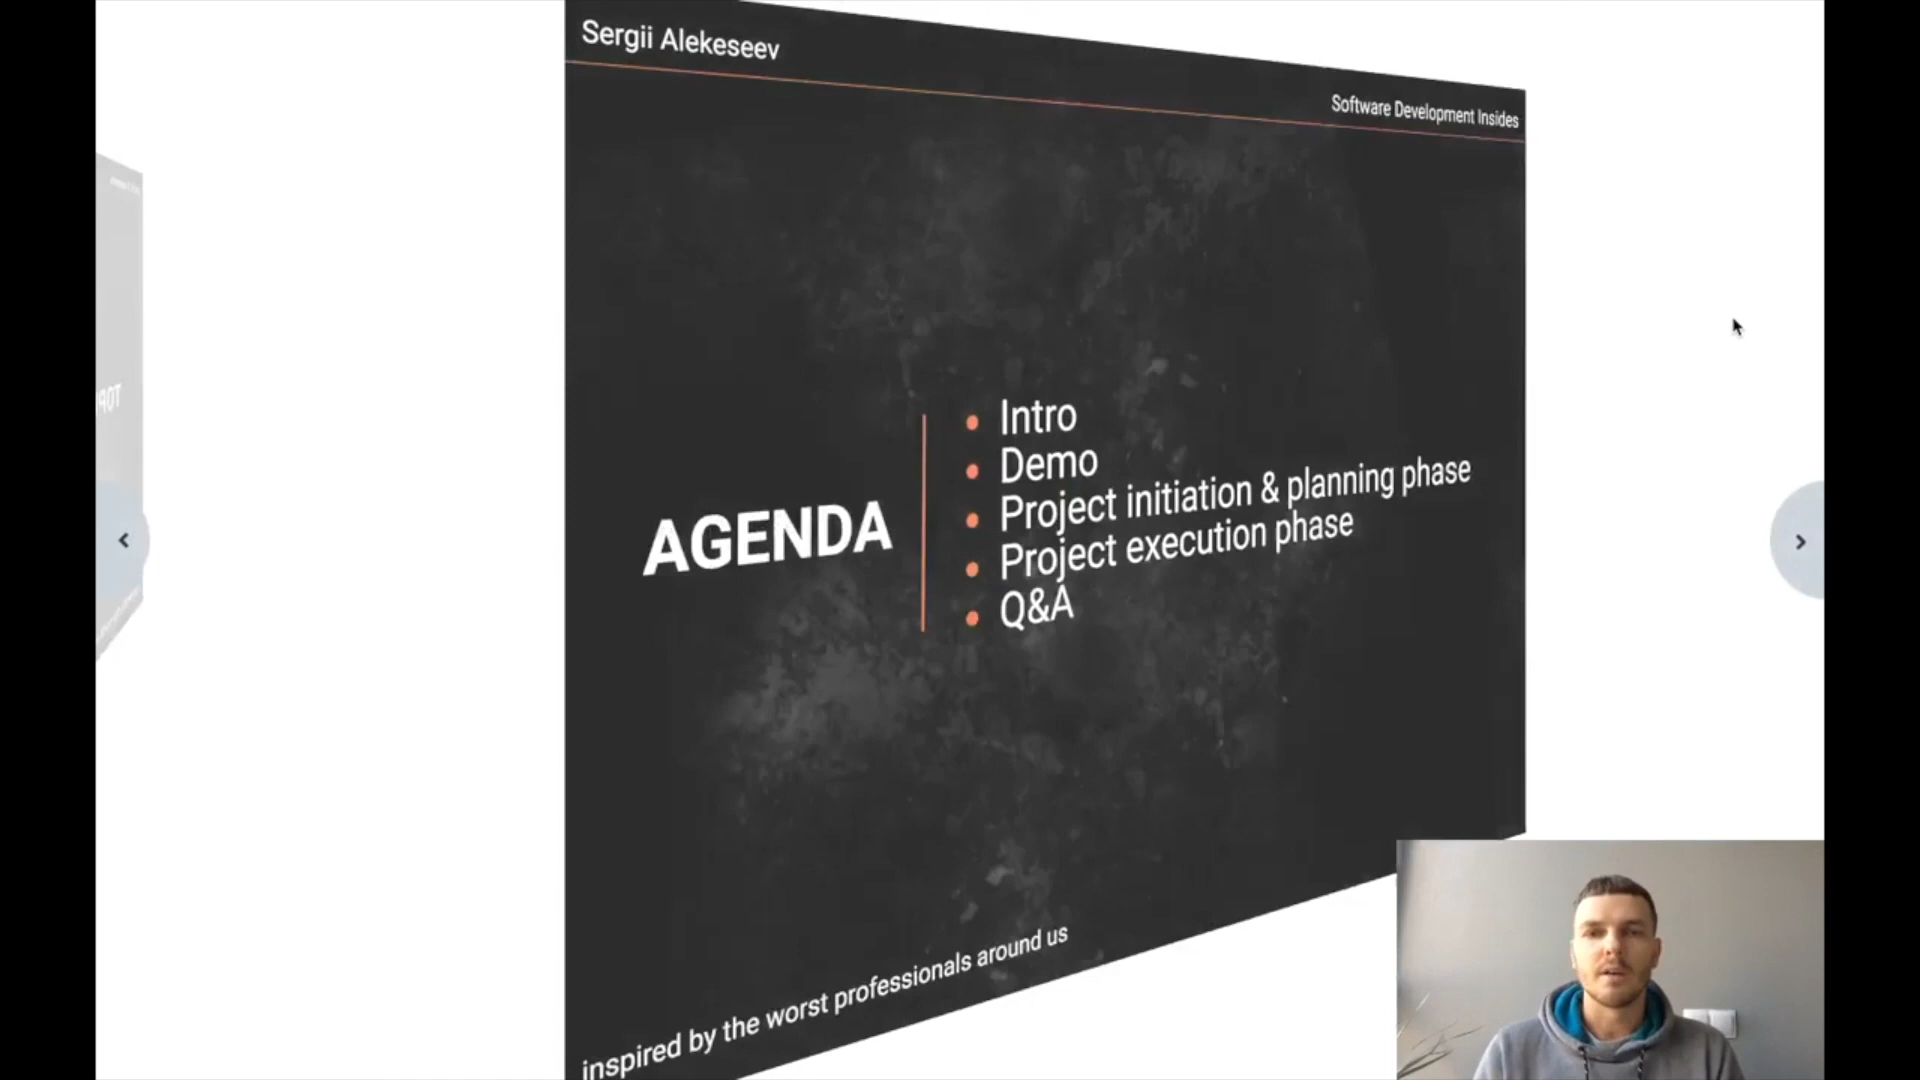 Sergii Alekeseev
Software Development Insides
AGENDA
Intro
Demo
Project initiation & planning phase
Project execution phase
Q&A
inspired by the worst professionals around us